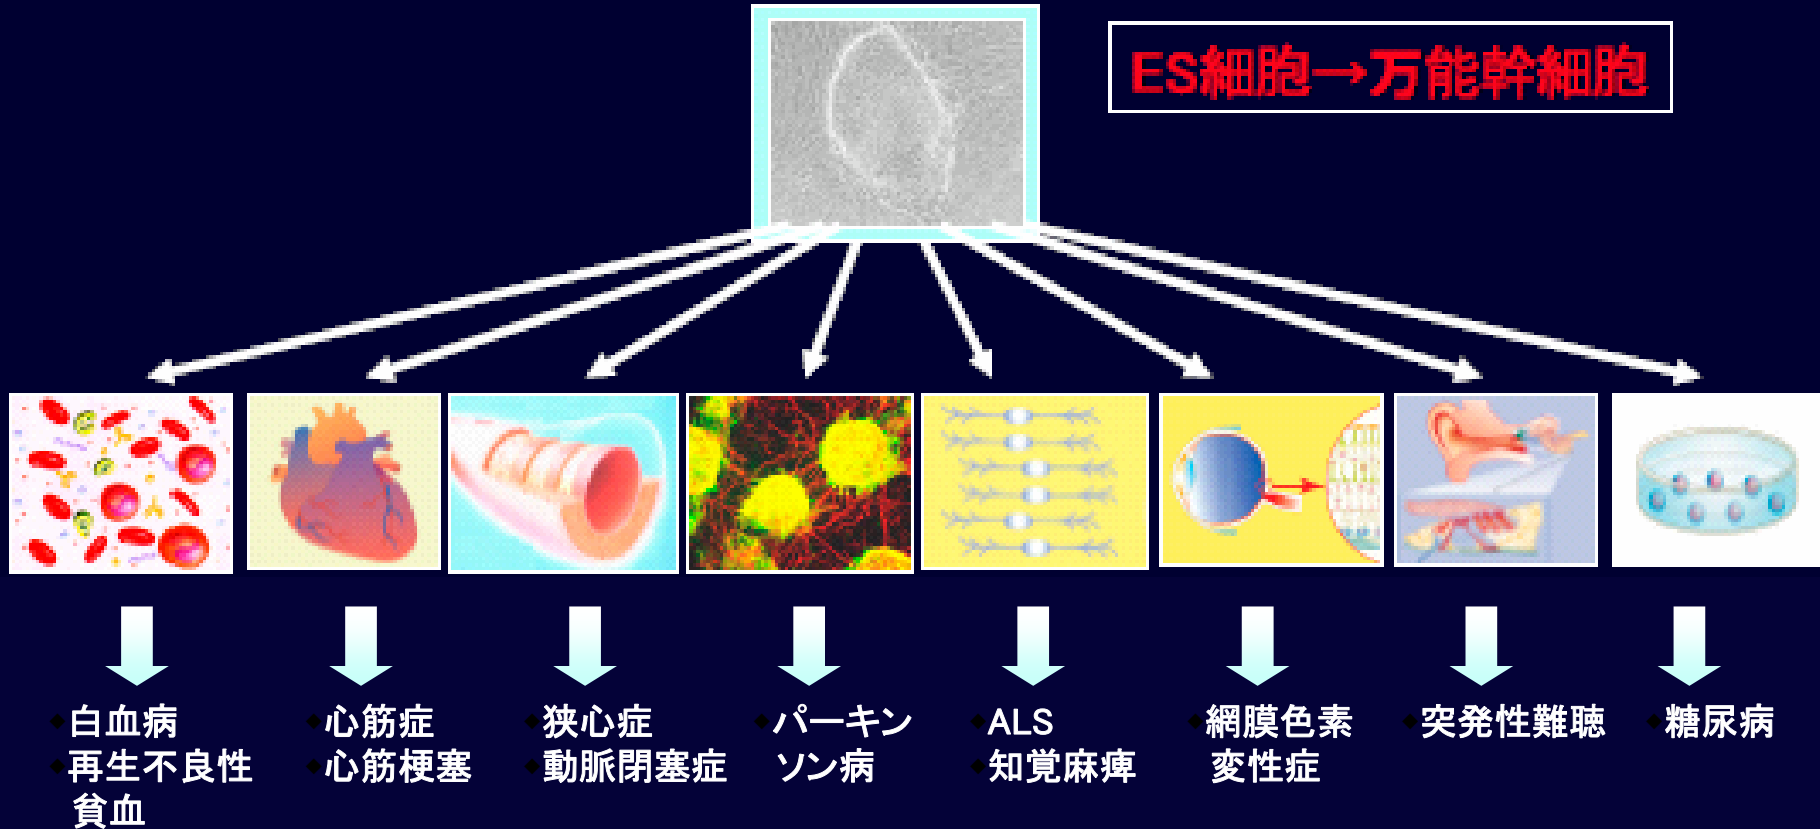 ES細胞→万能幹細胞
◆白血病
◆再生不良性
貧血
◆心筋症
◆心筋梗塞
◆狭心症
◆動脈閉塞症
◆パーキン
ソン病
◆ALS
◆知覚麻痺
◆網膜色素
変性症
◆突発性難聴
◆糖尿病